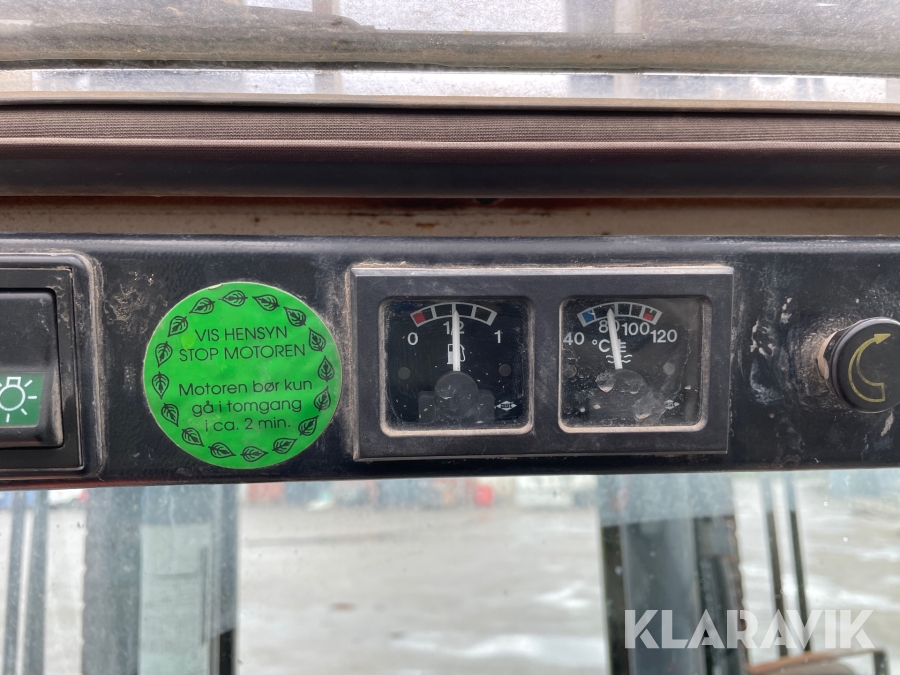 VIS HENSYN
STOP MOTOREN
Motoren bør kun
gå i tomgang
i ca. 2 min.
0 1/2 1
40 80 100 120
°C
KLARAVIK